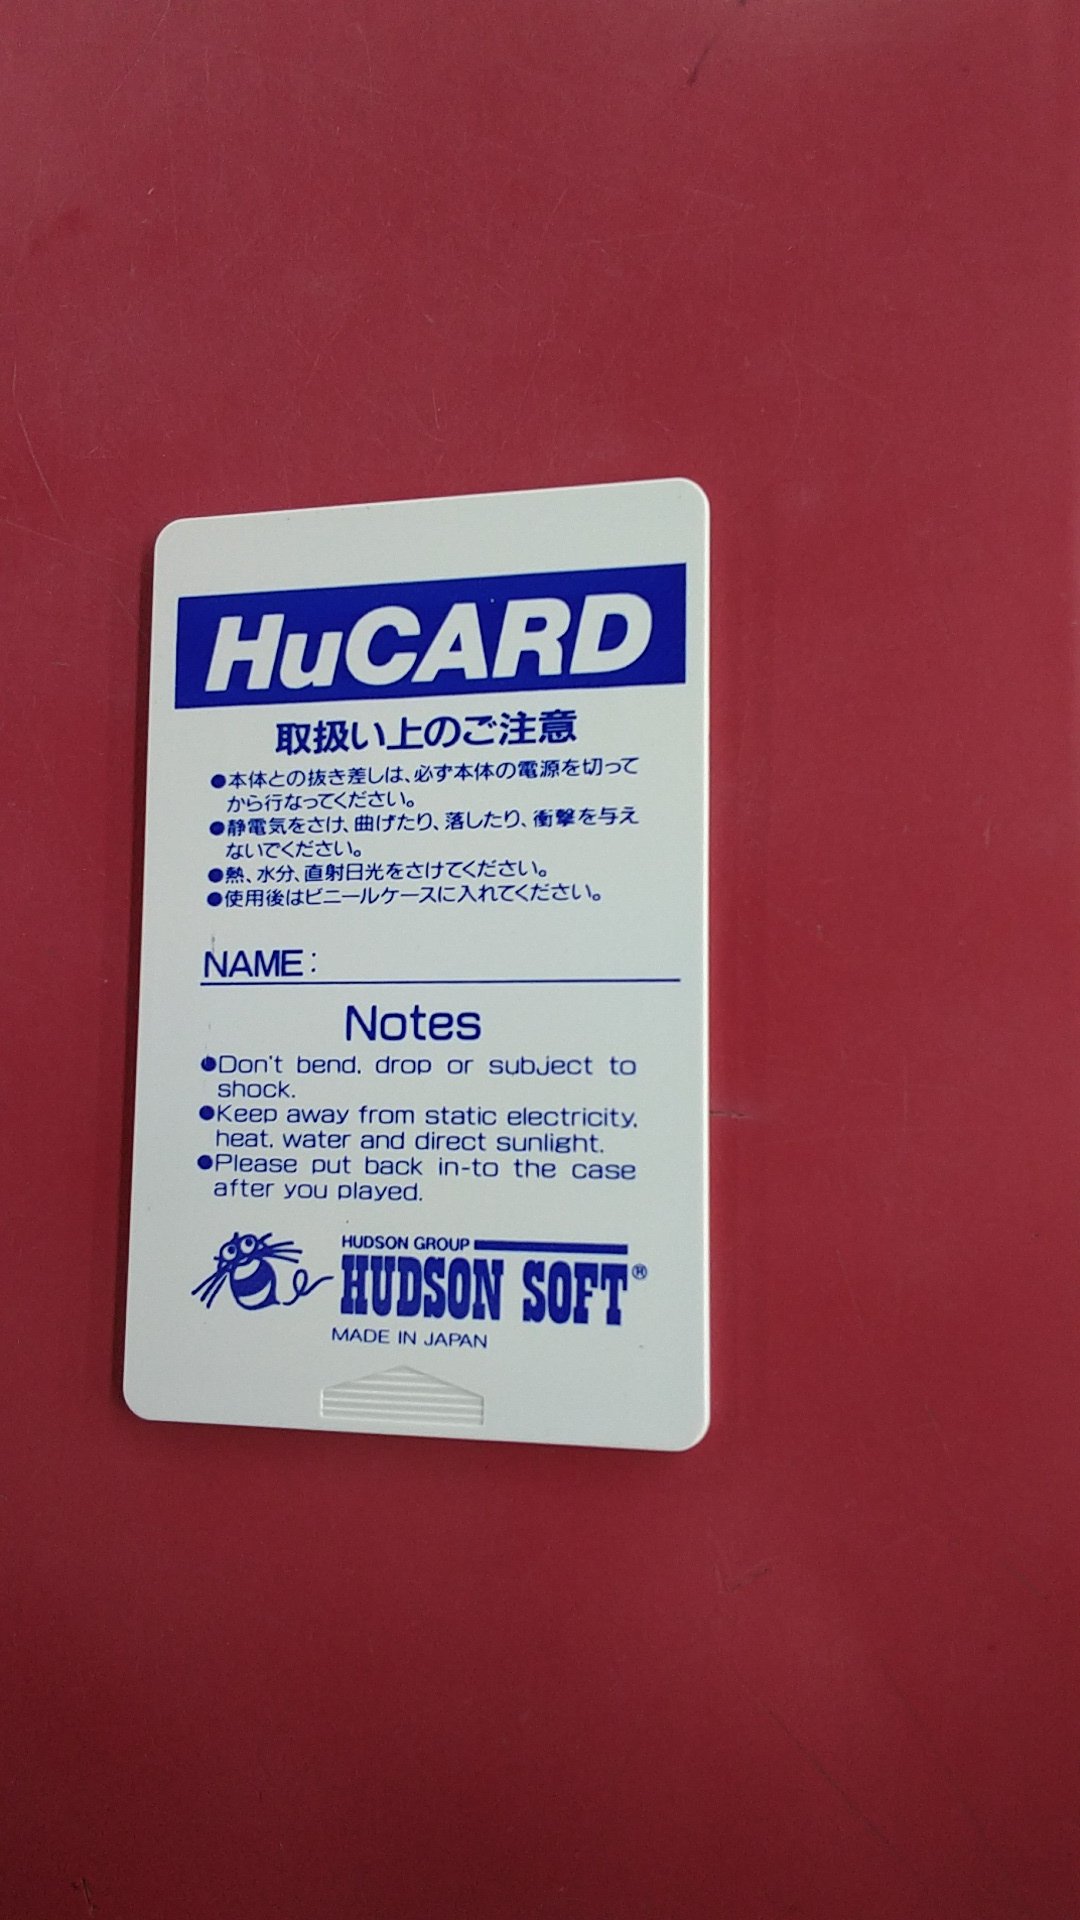 HuCARD
取扱い上のご注意
●本体との抜き差しは、必ず本体の電源を切って
から行なってください。
●静電気をさけ、曲げたり、落したり、衝撃を与え
ないでください。
●熱、水分、直射日光をさけてください。
●使用後はビニールケースに入れてください。
NAME:
Notes
●Don't bend, drop or subject to
shock.
●Keep away from static electricity,
heat, water and direct sunlight.
●Please put back in-to the case
after you played.
HUDSON GROUP
HUDSON SOFT®
MADE IN JAPAN